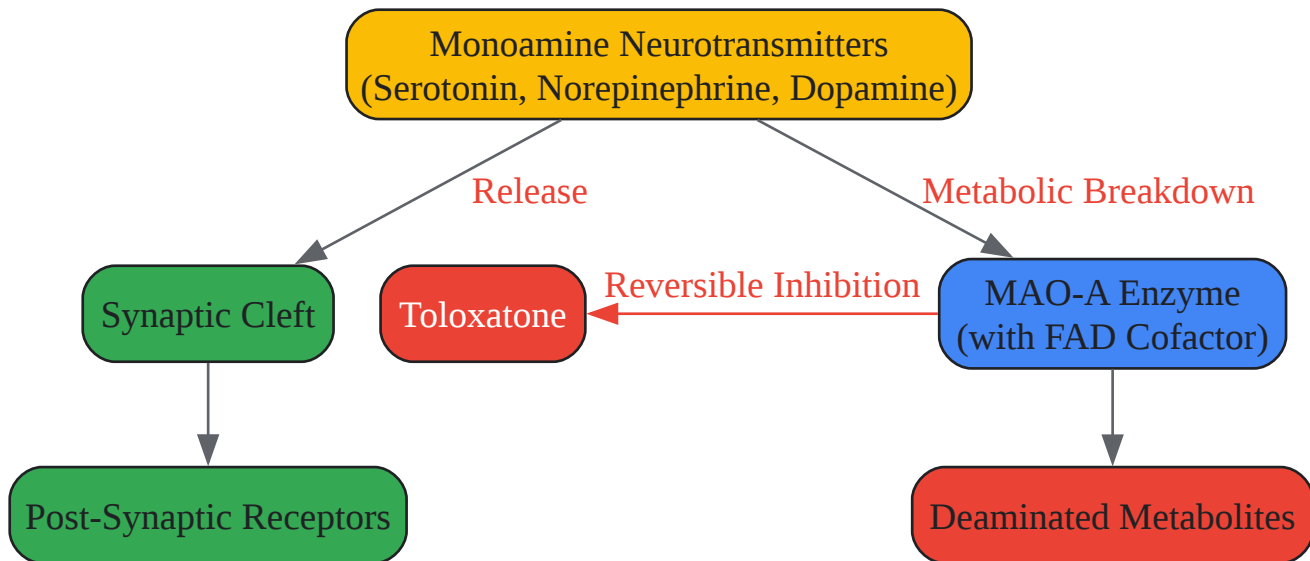 Monoamine Neurotransmitters
(Serotonin, Norepinephrine, Dopamine)
Release
Metabolic Breakdown
Synaptic Cleft
Toloxatone
Reversible Inhibition
MAO-A Enzyme
(with FAD Cofactor)
Post-Synaptic Receptors
Deaminated Metabolites